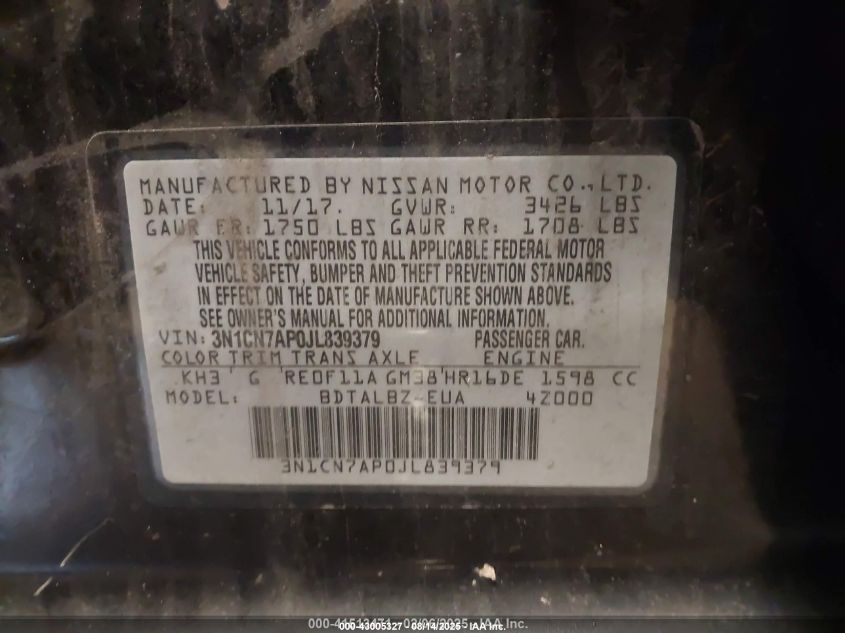 MANUFACTURED BY NISSAN MOTOR CO., LTD.
DATE: 11/17. GVWR: 3426 LBS
GAWR FR: 1750 LBS GAWR RR: 1708 LBS
THIS VEHICLE CONFORMS TO ALL APPLICABLE FEDERAL MOTOR
VEHICLE SAFETY, BUMPER AND THEFT PREVENTION STANDARDS
IN EFFECT ON THE DATE OF MANUFACTURE SHOWN ABOVE.
SEE OWNER'S MANUAL FOR ADDITIONAL INFORMATION.
VIN: 3N1CN7AP0JL839379 PASSENGER CAR.
COLOR TRIM TRANS AXLE ENGINE
KH3 ' G 'RE0F11A GM38'HR16DE 1598 CC
MODEL: BDTALBZ-EUA 4Z000
3N1CN7AP0JL839379
000-43005327 - 08/14/2025 - IAA Inc.